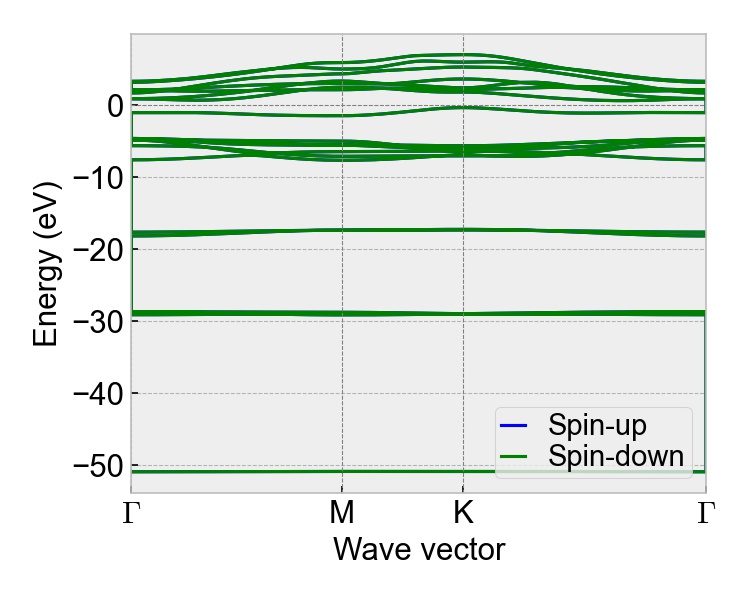 0
−10
−20
−30
−40
−50
Energy (eV)
Spin-up
Spin-down
Γ M K Γ
Wave vector